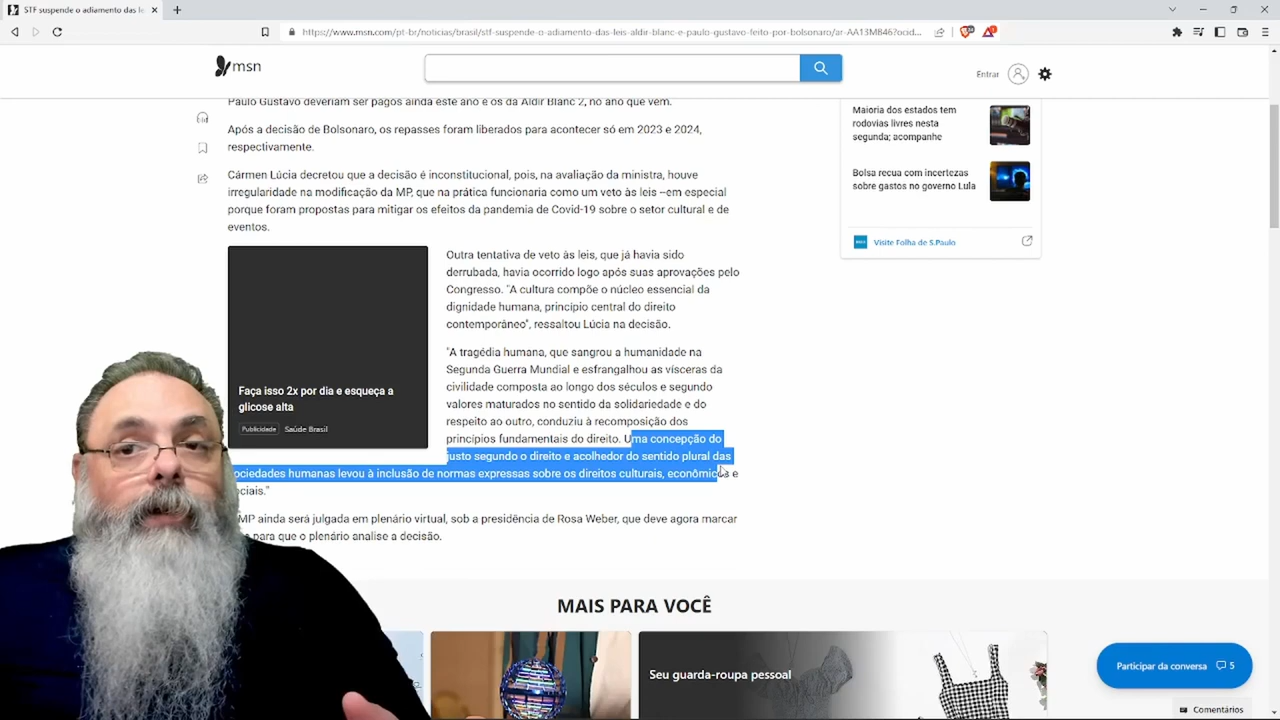 STF suspende o adiamento das le
https://www.msn.com/pt-br/noticias/brasil/stf-suspende-o-adiamento-das-leis-aldir-blanc-e-paulo-gustavo-feito-por-bolsonaro/ar-AA13MB46?ocid...
msn
Entrar
Paulo Gustavo deveriam ser pagos ainda este ano e os da Aldir Blanc 2, no ano que vem.
Após a decisão de Bolsonaro, os repasses foram liberados para acontecer só em 2023 e 2024,
respectivamente.
Cármen Lúcia decretou que a decisão é inconstitucional, pois, na avaliação da ministra, houve
irregularidade na modificação da MP, que na prática funcionaria como um veto às leis --em especial
porque foram propostas para mitigar os efeitos da pandemia de Covid-19 sobre o setor cultural e de
eventos.
Faça isso 2x por dia e esqueça a
glicose alta
Publicidade Saúde Brasil
Outra tentativa de veto às leis, que já havia sido
derrubada, havia ocorrido logo após suas aprovações pelo
Congresso. "A cultura compõe o núcleo essencial da
dignidade humana, princípio central do direito
contemporâneo", ressaltou Lúcia na decisão.
"A tragédia humana, que sangrou a humanidade na
Segunda Guerra Mundial e esfrangalhou as vísceras da
civilidade composta ao longo dos séculos e segundo
valores maturados no sentido da solidariedade e do
respeito ao outro, conduziu à recomposição dos
princípios fundamentais do direito. Uma concepção do
justo segundo o direito e acolhedor do sentido plural das
ociedades humanas levou à inclusão de normas expressas sobre os direitos culturais, econômicos e
ociais."
MP ainda será julgada em plenário virtual, sob a presidência de Rosa Weber, que deve agora marcar
para que o plenário analise a decisão.
Maioria dos estados tem
rodovias livres nesta
segunda; acompanhe
Bolsa recua com incertezas
sobre gastos no governo Lula
Visite Folha de S.Paulo
MAIS PARA VOCÊ
Seu guarda-roupa pessoal
Participar da conversa 5
Comentários